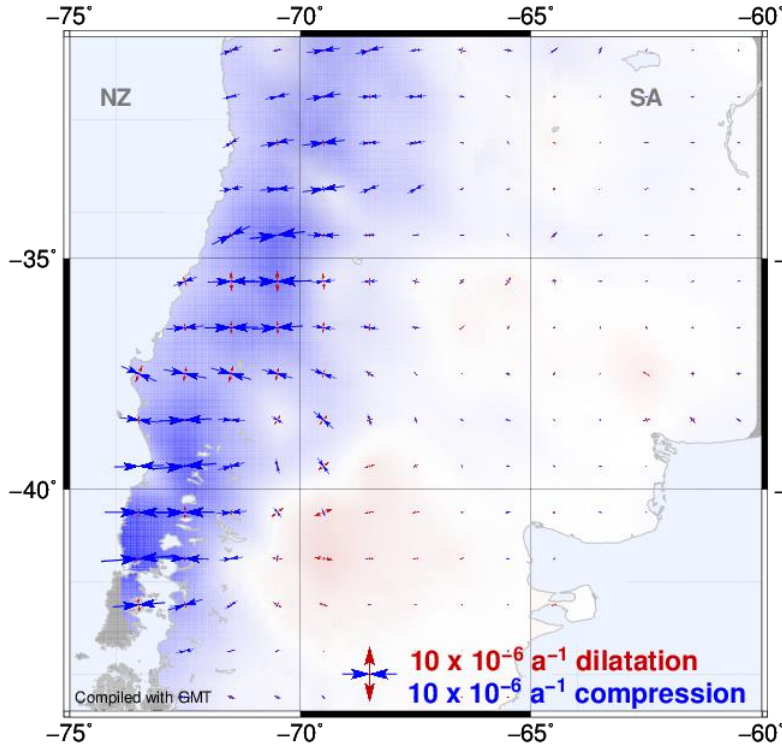 −75˚ −70˚ −65˚ −60˚
NZ SA
−35˚
−40˚
10 x 10⁻⁶ a⁻¹ dilatation
10 x 10⁻⁶ a⁻¹ compression
Compiled with GMT
−75˚ −70˚ −65˚ −60˚